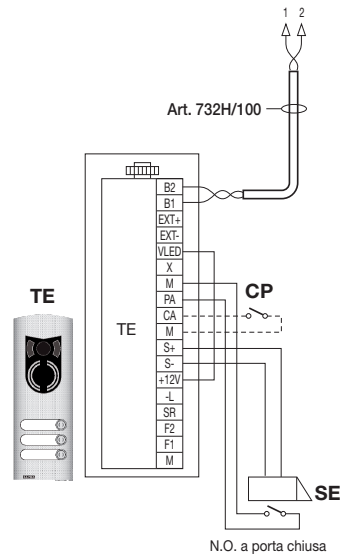 1 2
Art. 732H/100
B2
B1
EXT+
EXT-
VLED
X
M
PA
CA
M
S+
S-
+12V
-L
SR
F2
F1
M
TE
TE
CP
SE
N.O. a porta chiusa